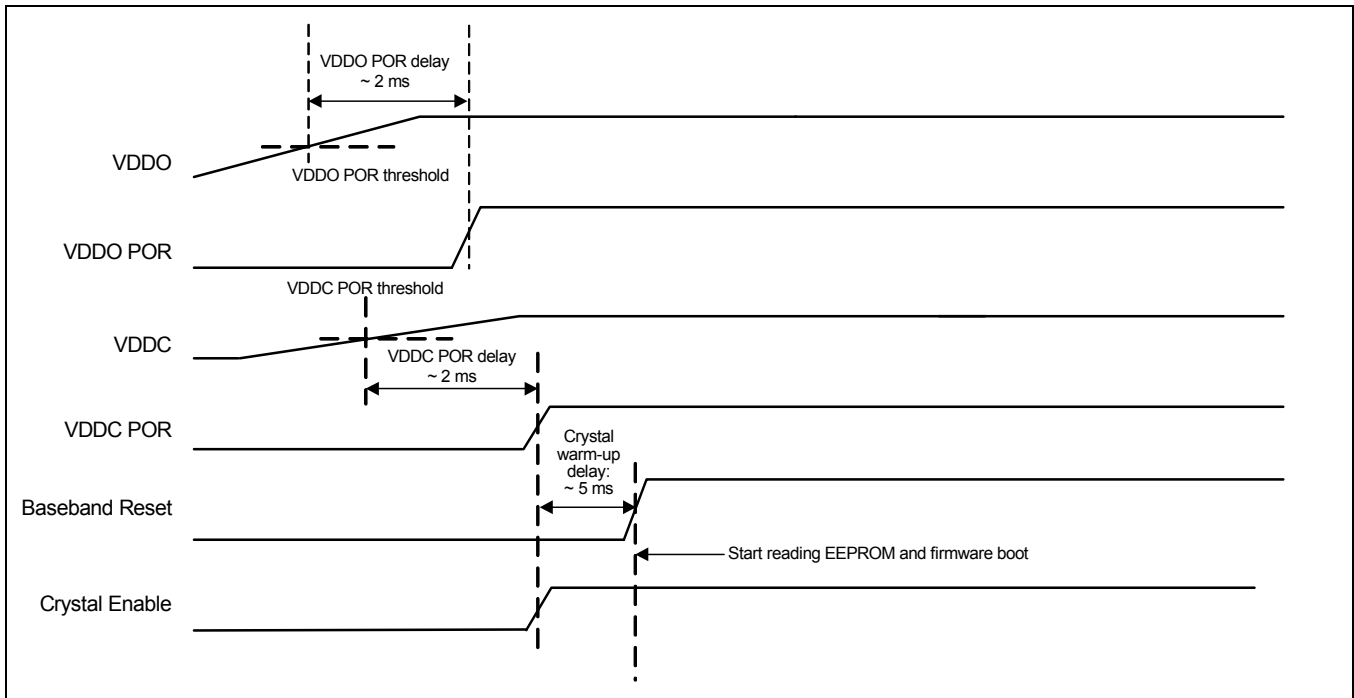 VDDO POR delay
~ 2 ms
VDDO
VDDO POR threshold
VDDO POR
VDDC POR threshold
VDDC
VDDC POR delay
~ 2 ms
VDDC POR
Crystal
warm-up
delay:
~ 5 ms
Baseband Reset
Start reading EEPROM and firmware boot
Crystal Enable